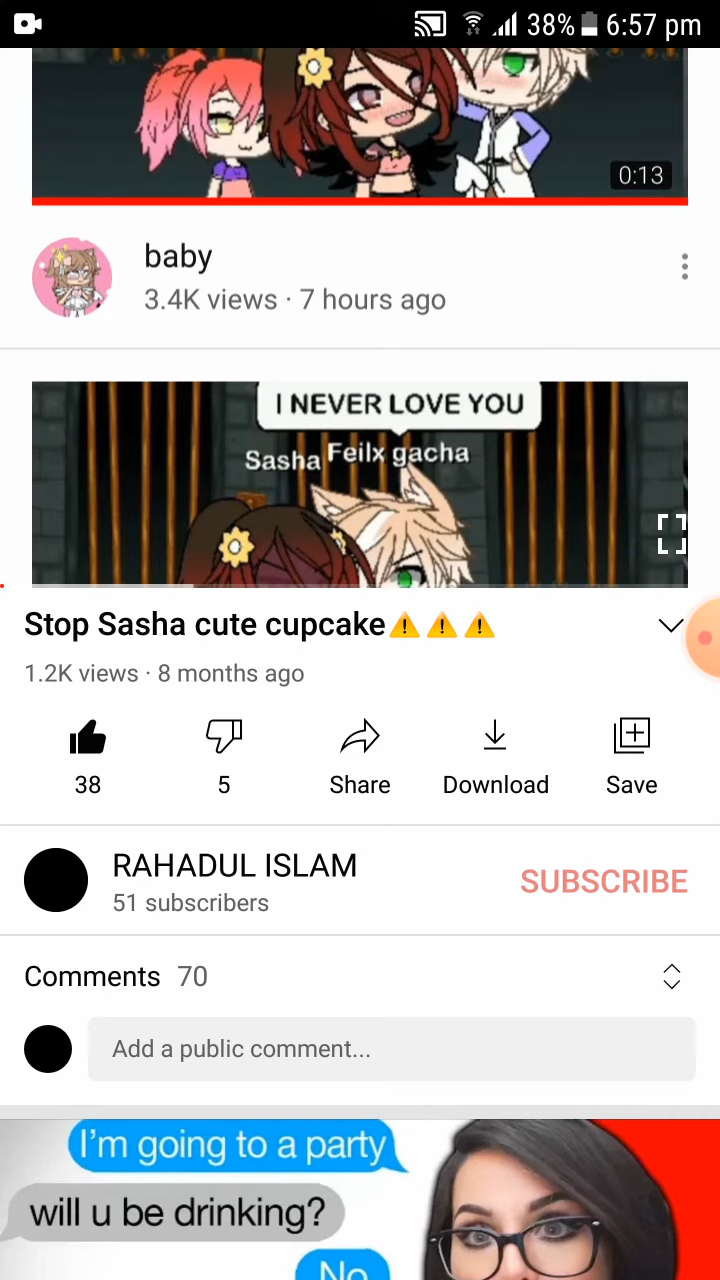 38% 6:57 pm
0:13
baby
3.4K views · 7 hours ago
I NEVER LOVE YOU
Sasha Feilx gacha
Stop Sasha cute cupcake⚠️⚠️⚠️
1.2K views · 8 months ago
38 5 Share Download Save
RAHADUL ISLAM SUBSCRIBE
51 subscribers
Comments 70
Add a public comment...
I'm going to a party
will u be drinking?
No